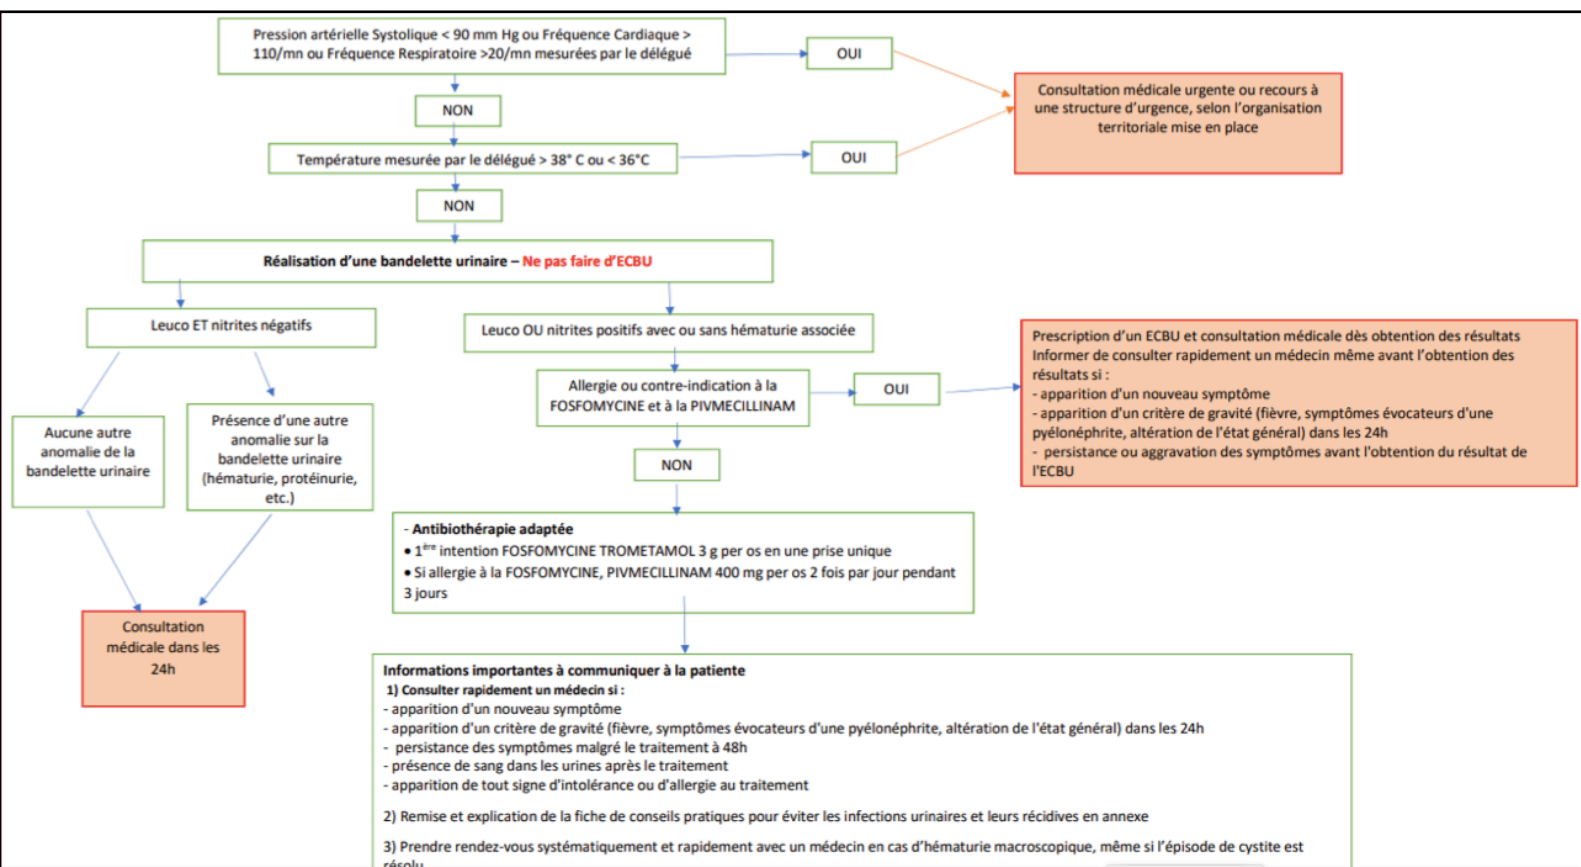 Pression artérielle Systolique < 90 mm Hg ou Fréquence Cardiaque >
110/mn ou Fréquence Respiratoire >20/mn mesurées par le délégué
OUI
Consultation médicale urgente ou recours à
une structure d'urgence, selon l'organisation
territoriale mise en place
NON
Température mesurée par le délégué > 38° C ou < 36°C
OUI
NON
Réalisation d'une bandelette urinaire – Ne pas faire d'ECBU
Leuco ET nitrites négatifs
Leuco OU nitrites positifs avec ou sans hématurie associée
Prescription d'un ECBU et consultation médicale dès obtention des résultats
Informer de consulter rapidement un médecin même avant l'obtention des
résultats si :
- apparition d'un nouveau symptôme
- apparition d'un critère de gravité (fièvre, symptômes évocateurs d'une
pyélonéphrite, altération de l'état général) dans les 24h
- persistance ou aggravation des symptômes avant l'obtention du résultat de
l'ECBU
Allergie ou contre-indication à la
FOSFOMYCINE et à la PIVMECILLINAM
OUI
Aucune autre
anomalie de la
bandelette urinaire
Présence d'une autre
anomalie sur la
bandelette urinaire
(hématurie, protéinurie,
etc.)
NON
- Antibiothérapie adaptée
• 1ère intention FOSFOMYCINE TROMETAMOL 3 g per os en une prise unique
• Si allergie à la FOSFOMYCINE, PIVMECILLINAM 400 mg per os 2 fois par jour pendant
3 jours
Consultation
médicale dans les
24h
Informations importantes à communiquer à la patiente
1) Consulter rapidement un médecin si :
- apparition d'un nouveau symptôme
- apparition d'un critère de gravité (fièvre, symptômes évocateurs d'une pyélonéphrite, altération de l'état général) dans les 24h
- persistance des symptômes malgré le traitement à 48h
- présence de sang dans les urines après le traitement
- apparition de tout signe d'intolérance ou d'allergie au traitement
2) Remise et explication de la fiche de conseils pratiques pour éviter les infections urinaires et leurs récidives en annexe
3) Prendre rendez-vous systématiquement et rapidement avec un médecin en cas d'hématurie macroscopique, même si l'épisode de cystite est
résolu